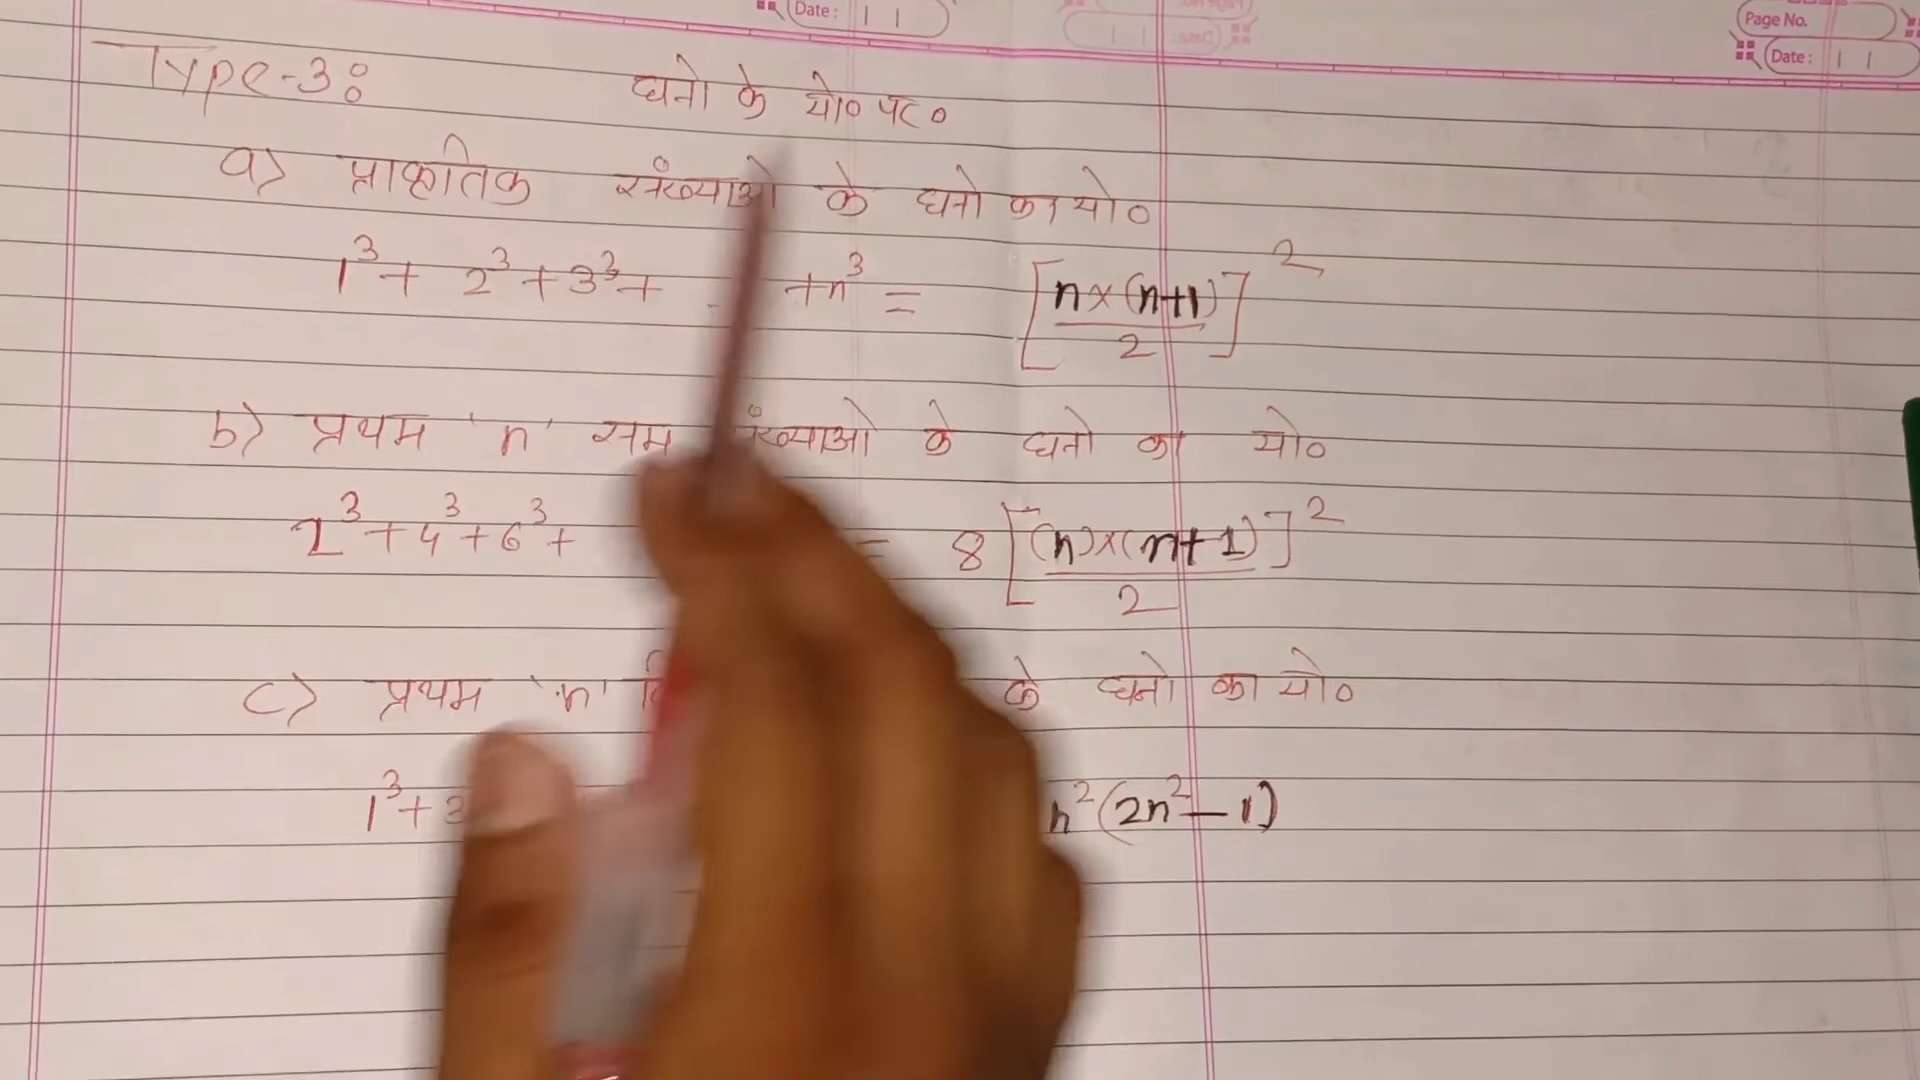 Date :
Page No.
Date :
Type-3:
घनो के यो० पर०
a) प्राकृतिक संख्याओ के घनो का यो०
1³ + 2³ + 3³ + . +n³ = [n×(n+1)/2]²
b) प्रथम 'n' सम संख्याओ के घनो का यो०
2³ + 4³ + 6³ + = 8[(n)×(n+1)/2]²
c) प्रथम 'n' के घनो का यो०
1³ + 3 n²(2n² - 1)